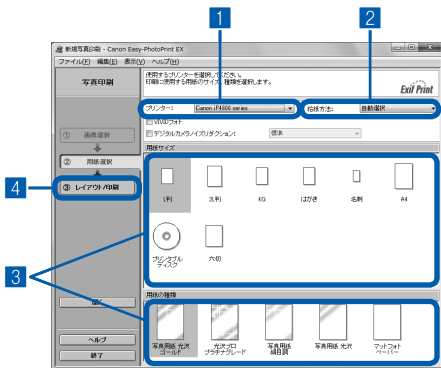 1
2
新規写真印刷 - Canon Easy-PhotoPrint EX
ファイル(F) 編集(E) 表示(V) ヘルプ(H)
写真印刷
使用するプリンターを選択してください。
印刷に使用する用紙のサイズ、種類を選択します。
Exif Print
プリンター: Canon iP4800 series
給紙方法: 自動選択
VIVIDフォト
デジタルカメラノイズリダクション: 標準
① 画像選択
② 用紙選択
③ レイアウト/印刷
4
用紙サイズ
L判 2L判 KG はがき 名刺 A4
プリンタブル
ディスク
六切
3
用紙の種類
写真用紙 光沢
ゴールド
光沢プロ
プラチナグレード
写真用紙
絹目調
写真用紙 光沢
マットフォト
ペーパー
ヘルプ
終了